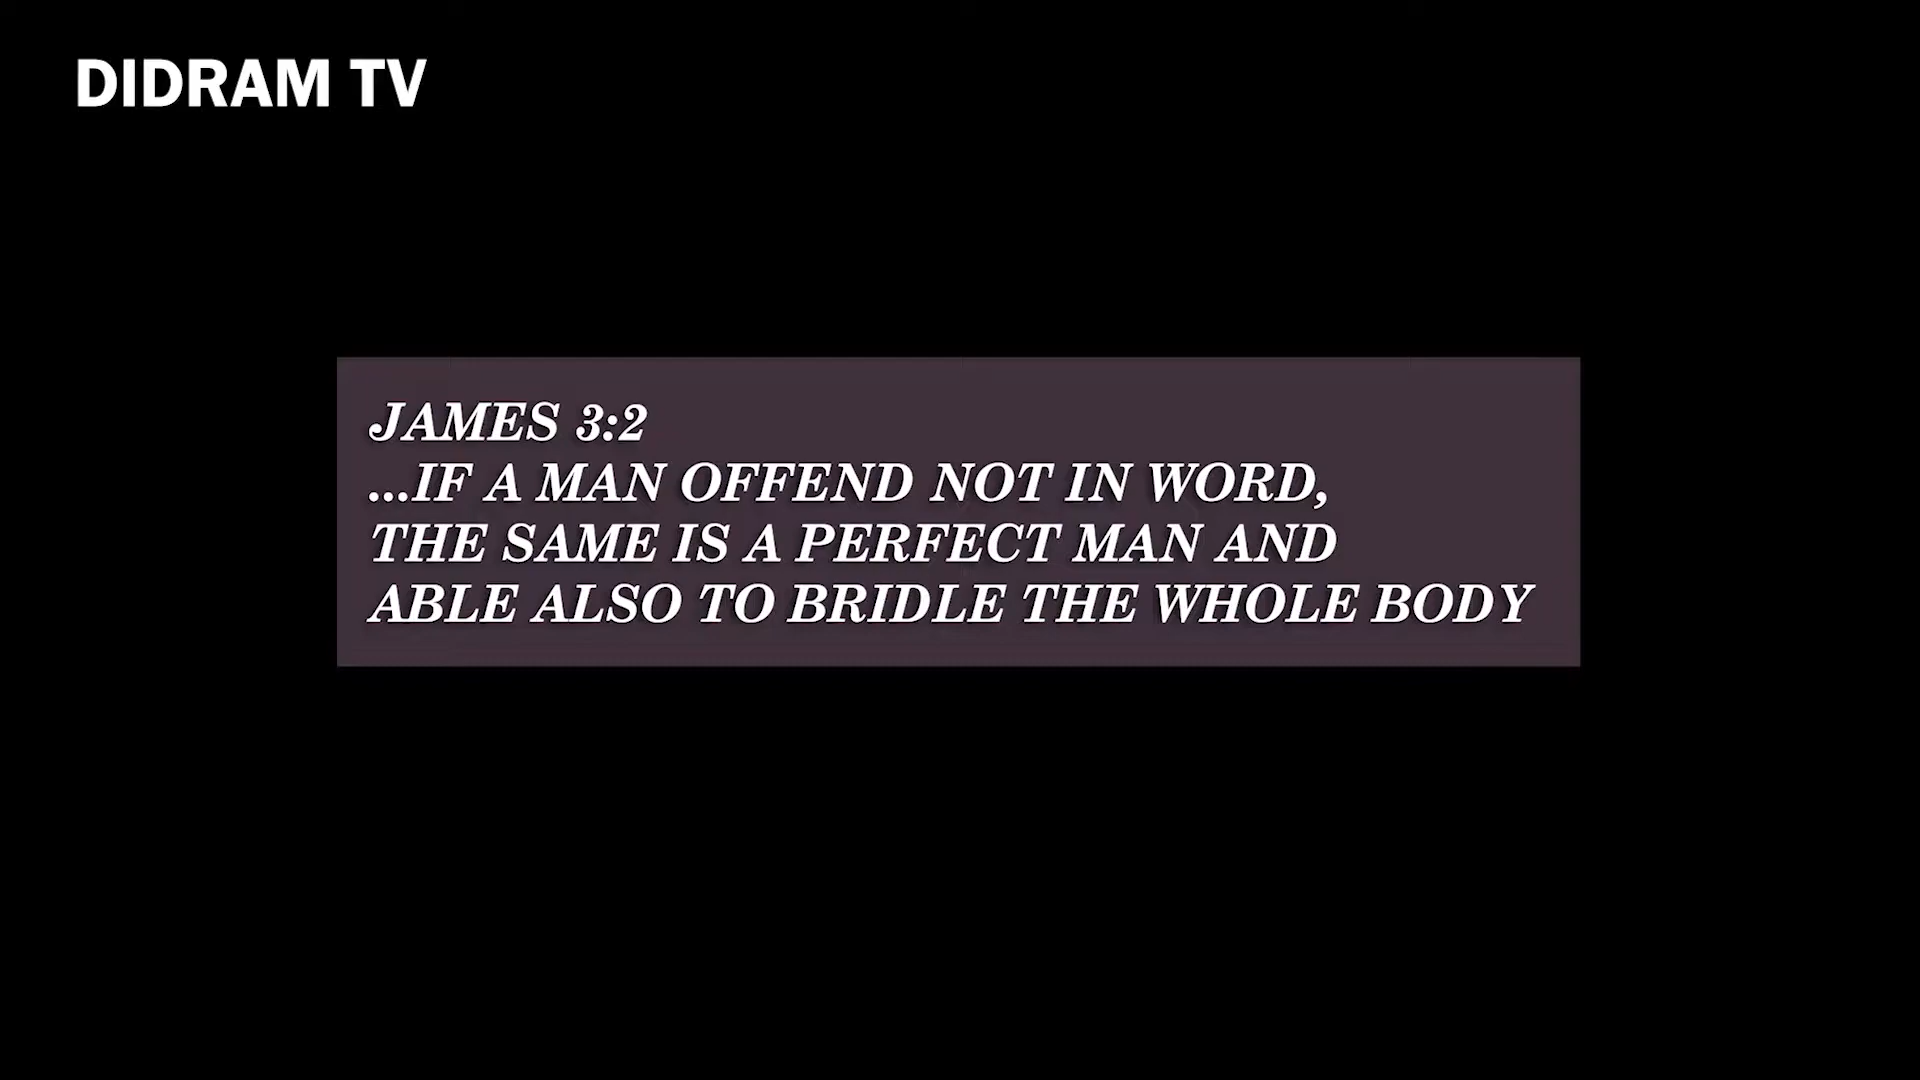 DIDRAM TV
JAMES 3:2
...IF A MAN OFFEND NOT IN WORD,
THE SAME IS A PERFECT MAN AND
ABLE ALSO TO BRIDLE THE WHOLE BODY